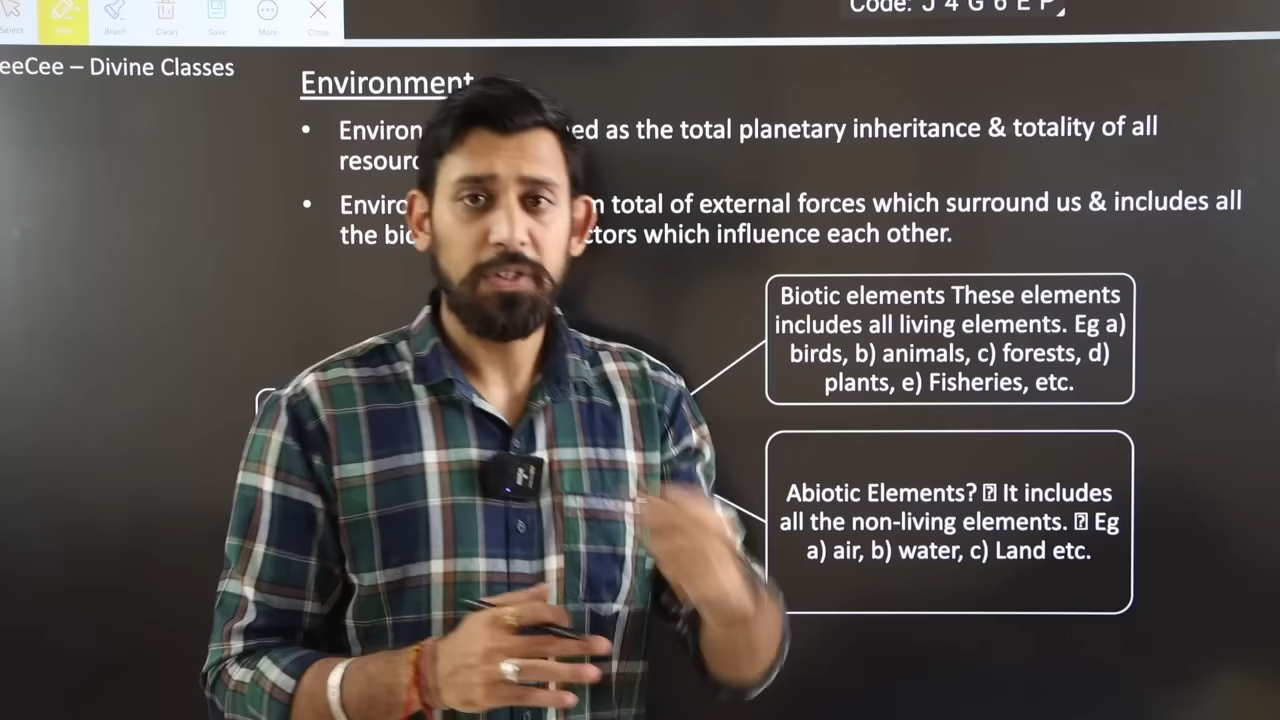 Code: J 4 G 6 E P
Select
Pen
Brush
Clean
Save
More
Close
eeCee – Divine Classes
Environment
• Environ ed as the total planetary inheritance & totality of all
resourc
• Enviro n total of external forces which surround us & includes all
the bio ctors which influence each other.
Biotic elements These elements
includes all living elements. Eg a)
birds, b) animals, c) forests, d)
plants, e) Fisheries, etc.
Abiotic Elements? It includes
all the non-living elements. Eg
a) air, b) water, c) Land etc.